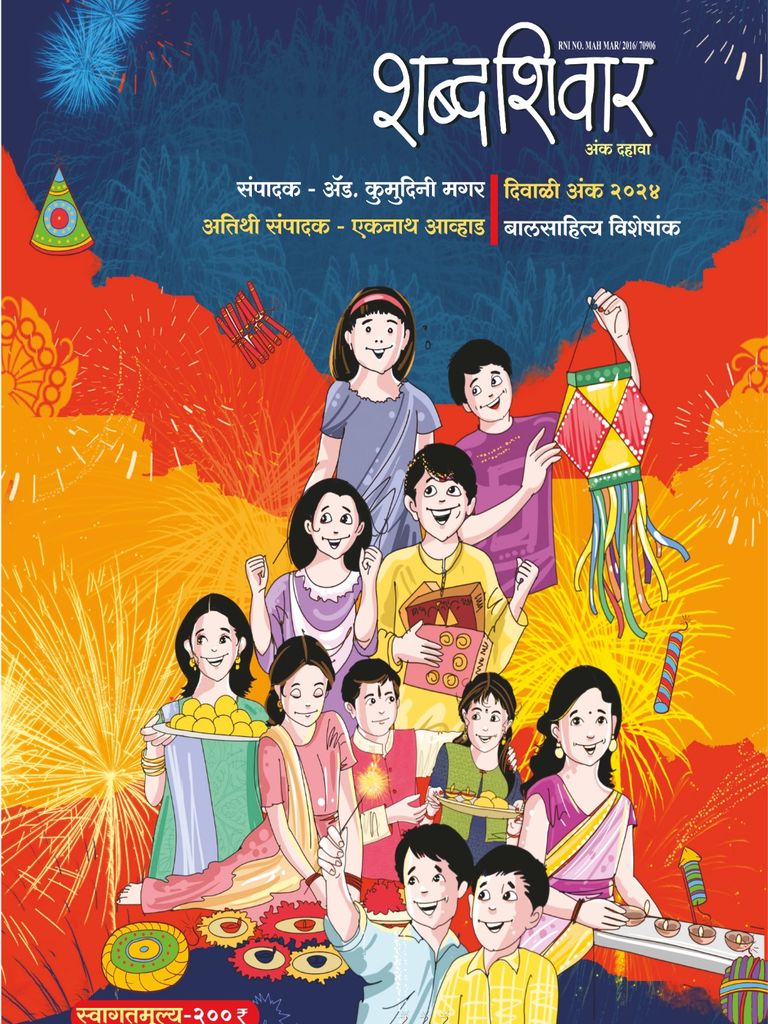 RNI NO. MAH MAR/ 2016/ 70906
शब्दशिवार
अंक दहावा
संपादक - ॲड. कुमुदिनी मगर
अतिथी संपादक - एकनाथ आव्हाड
दिवाळी अंक २०२४
बालसाहित्य विशेषांक
स्वागतमूल्य-२०० ₹